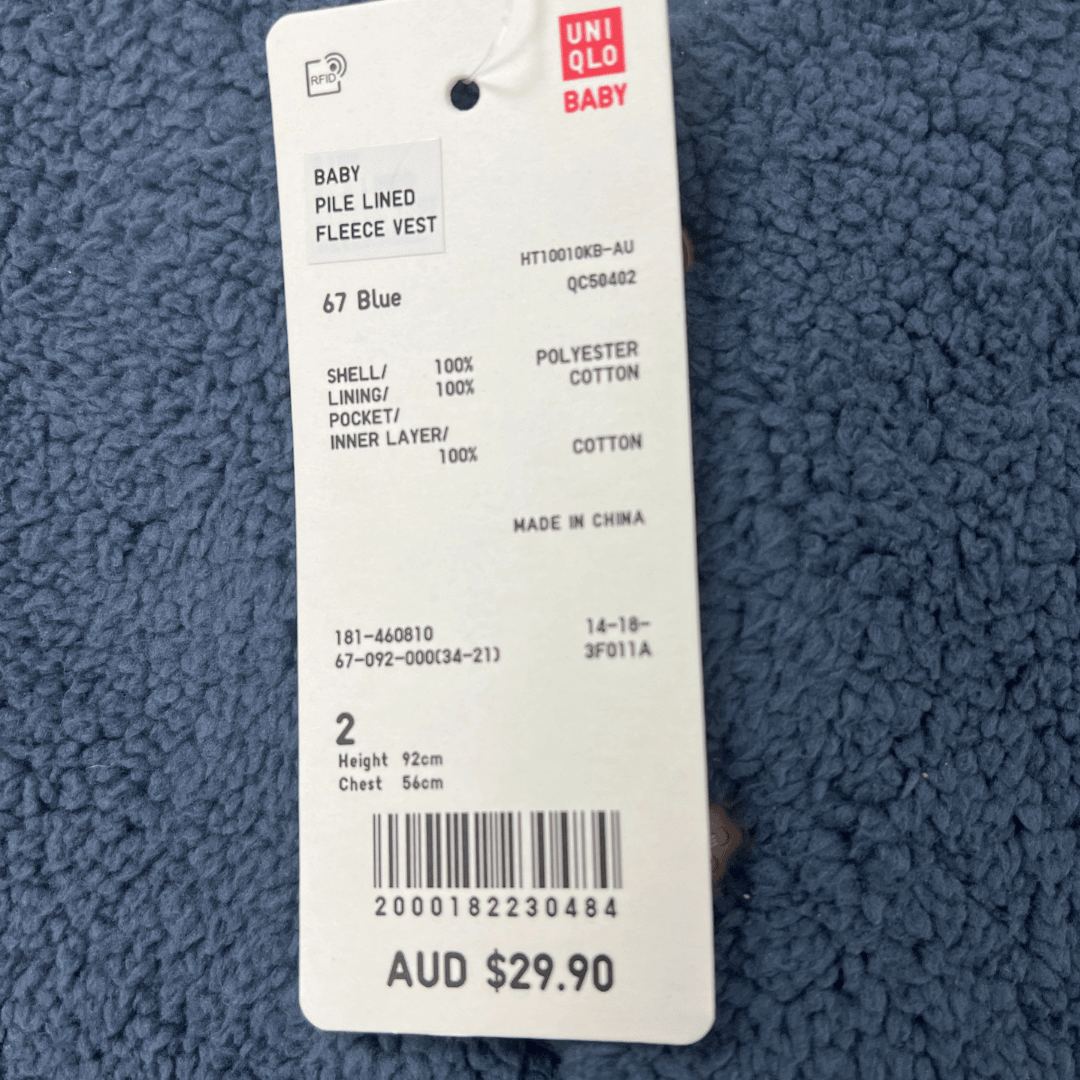 RFID
UNI
QLO
BABY
BABY
PILE LINED
FLEECE VEST
HT10010KB-AU
QC50402
67 Blue
SHELL/ 100% POLYESTER
LINING/ 100% COTTON
POCKET/
INNER LAYER/
100% COTTON
MADE IN CHINA
181-460810 14-18-
67-092-000(34-21) 3F011A
2
Height 92cm
Chest 56cm
2000182230484
AUD $29.90